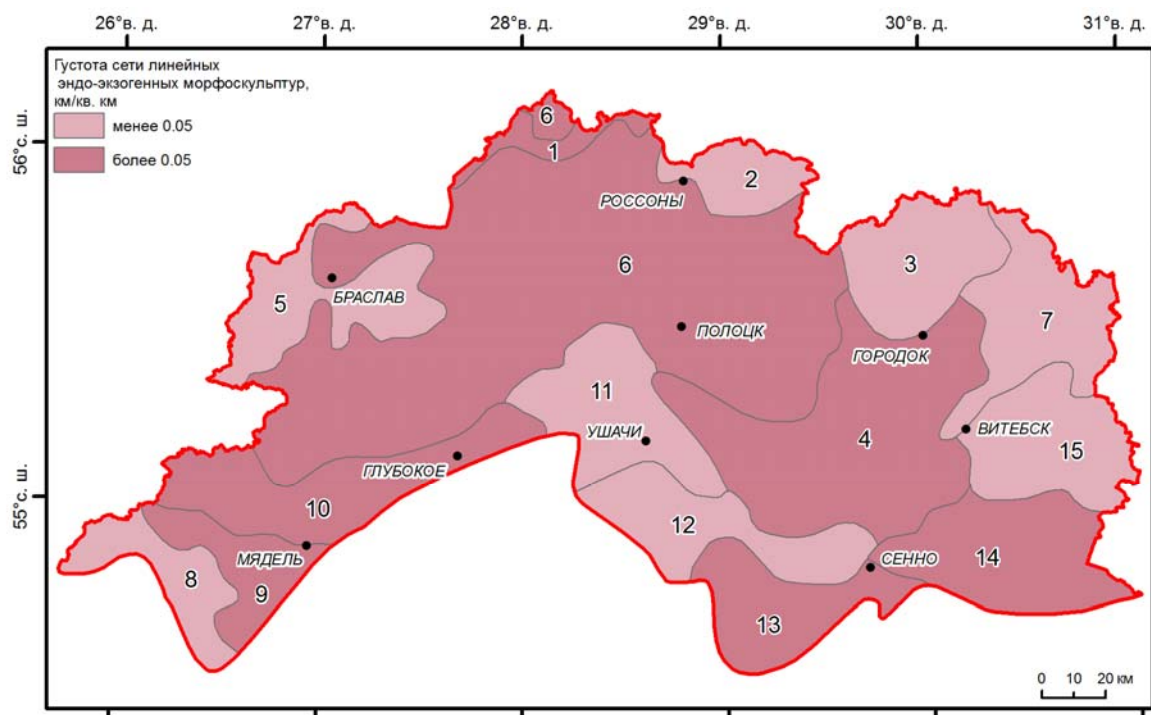 26°в. д. 27°в. д. 28°в. д. 29°в. д. 30°в. д. 31°в. д.
Густота сети линейных
эндо-экзогенных морфоскульптур,
км/кв. км
менее 0.05
более 0.05
56°с. ш.
55°с. ш.
6
1
2
РОССОНЫ
3
6
5
БРАСЛАВ
7
ПОЛОЦК
ГОРОДОК
11
4
ВИТЕБСК
УШАЧИ
15
ГЛУБОКОЕ
10
12
МЯДЕЛЬ
СЕННО
14
8
9
13
0 10 20 км